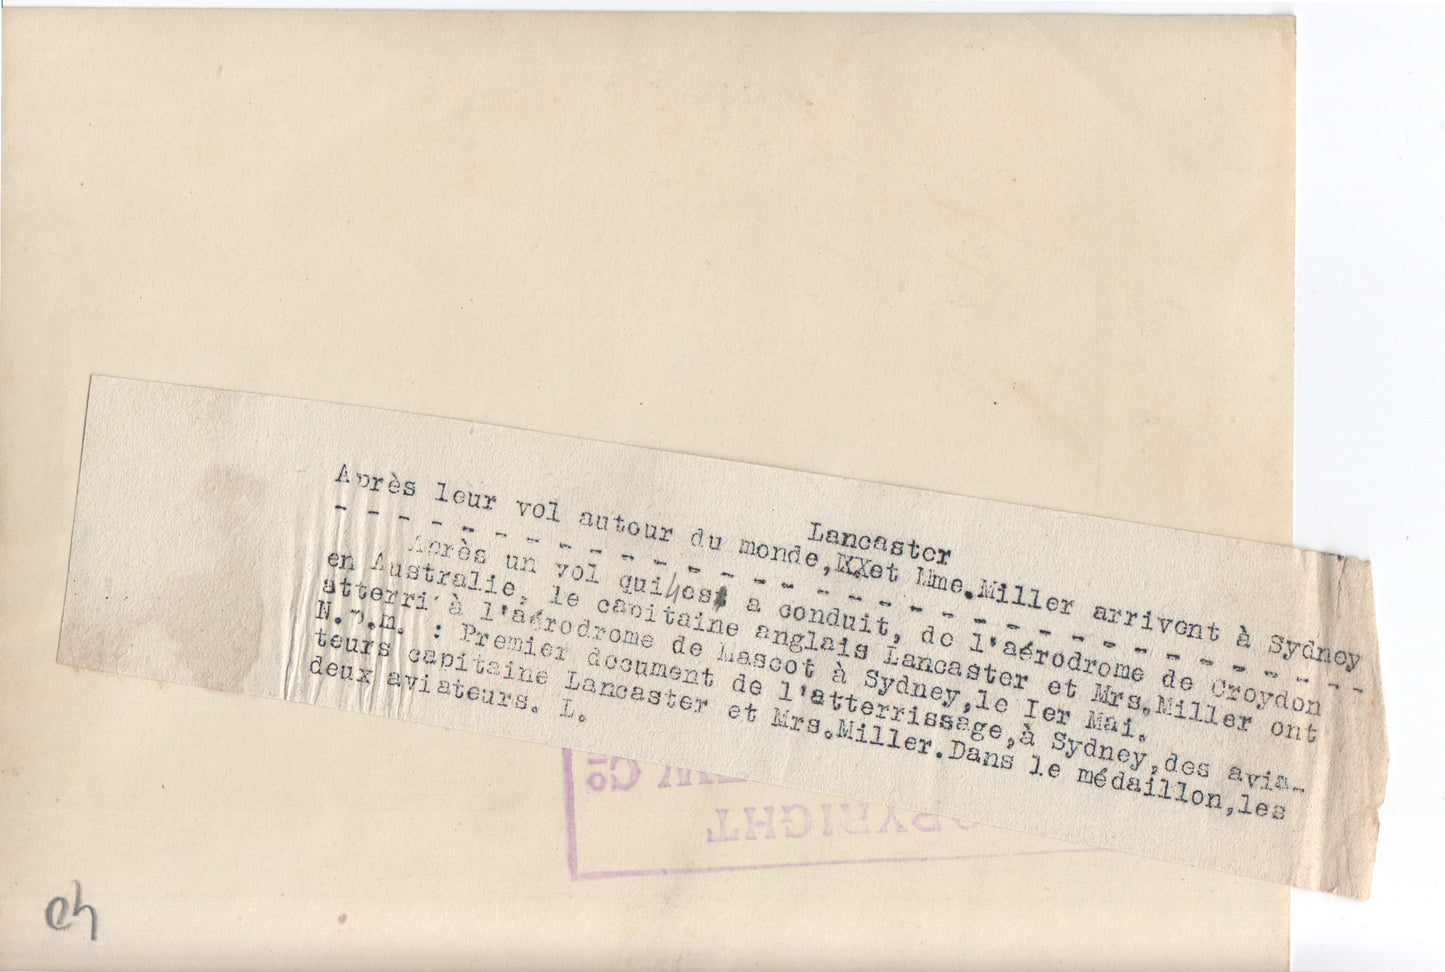 Lancaster
Après leur vol autour du monde,XXet Mme.Miller arrivent à Sydney
- - - - - - - - - - - - - - - - - - - - - - - - - - - - - - - - -
Après un vol qui les a conduit, de l'aérodrome de Croydon
en Australie, le capitaine anglais Lancaster et Mrs.Miller ont
atterri à l'aérodrome de Mascot à Sydney,le Ier Mai.
N.P.m. : Premier document de l'atterrissage,à Sydney,des avia-
teurs capitaine Lancaster et Mrs.Miller.Dans le médaillon,les
deux aviateurs. L.
Co
OPYRIGHT